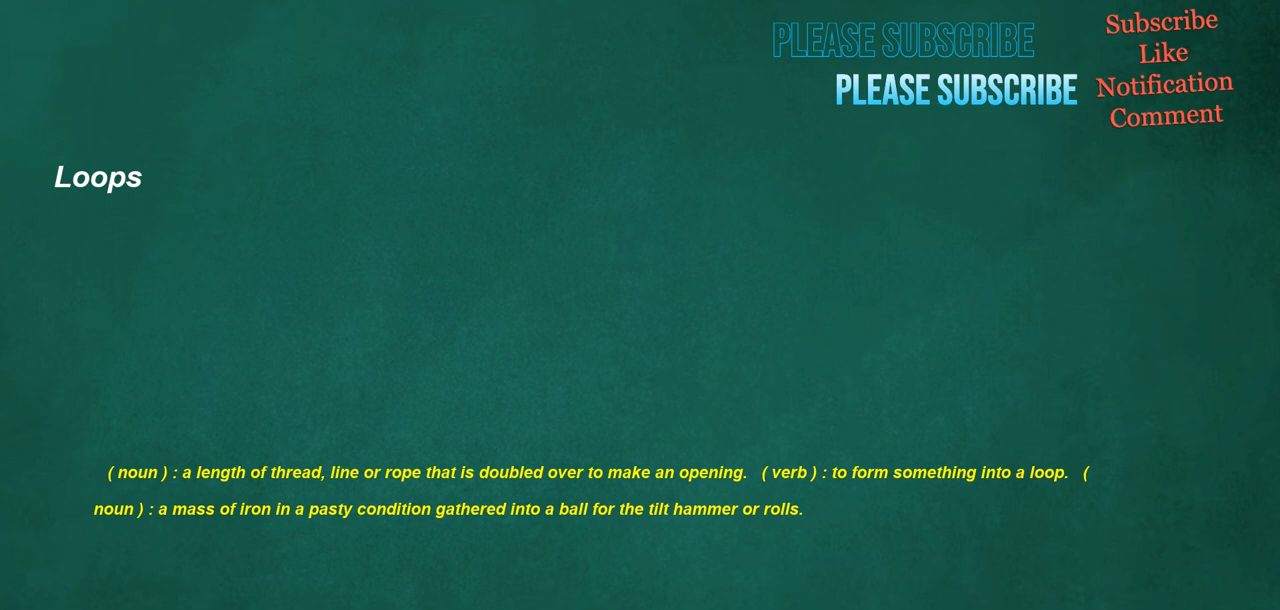 PLEASE SUBSCRIBE
PLEASE SUBSCRIBE
Subscribe
Like
Notification
Comment
Loops
( noun ) : a length of thread, line or rope that is doubled over to make an opening. ( verb ) : to form something into a loop. (
noun ) : a mass of iron in a pasty condition gathered into a ball for the tilt hammer or rolls.